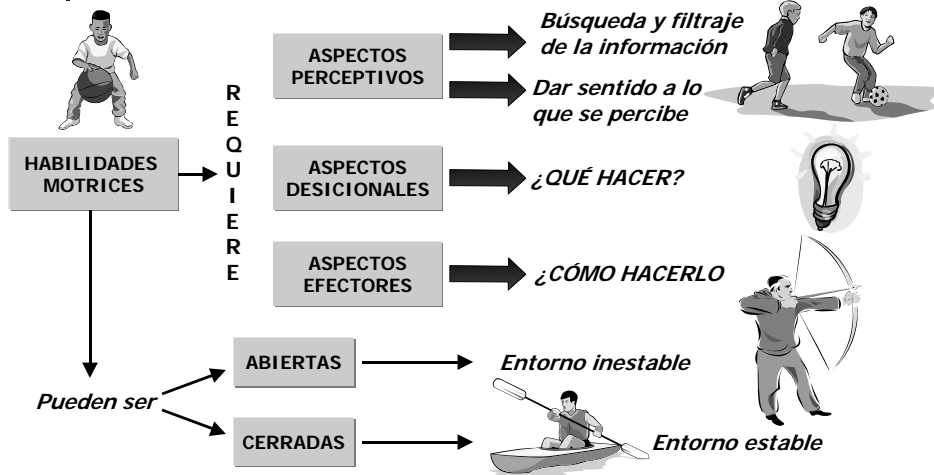 HABILIDADES
MOTRICES
REQUIERE
ASPECTOS
PERCEPTIVOS
Búsqueda y filtraje
de la información
Dar sentido a lo
que se percibe
ASPECTOS
DESICIONALES
¿QUÉ HACER?
ASPECTOS
EFECTORES
¿CÓMO HACERLO
Pueden ser
ABIERTAS
Entorno inestable
CERRADAS
Entorno estable